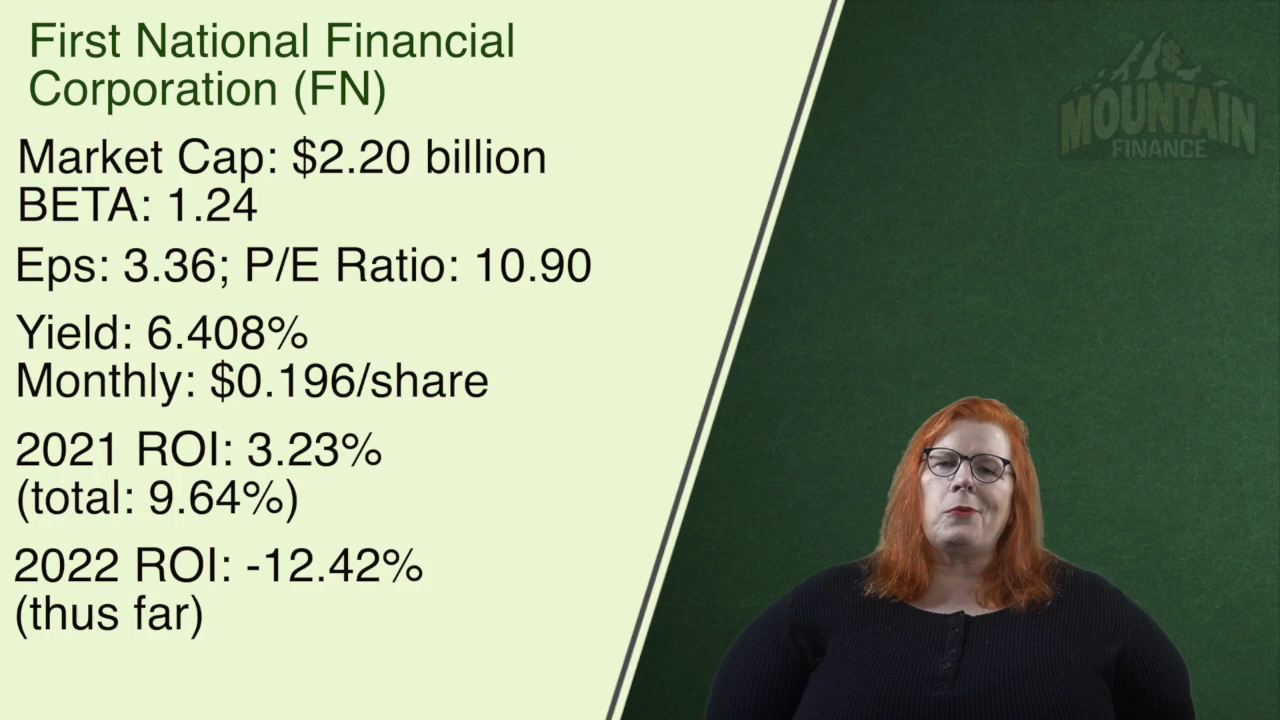 First National Financial
Corporation (FN)
Market Cap: $2.20 billion
BETA: 1.24
Eps: 3.36; P/E Ratio: 10.90
Yield: 6.408%
Monthly: $0.196/share
2021 ROI: 3.23%
(total: 9.64%)
2022 ROI: -12.42%
(thus far)
$
MOUNTAIN
FINANCE